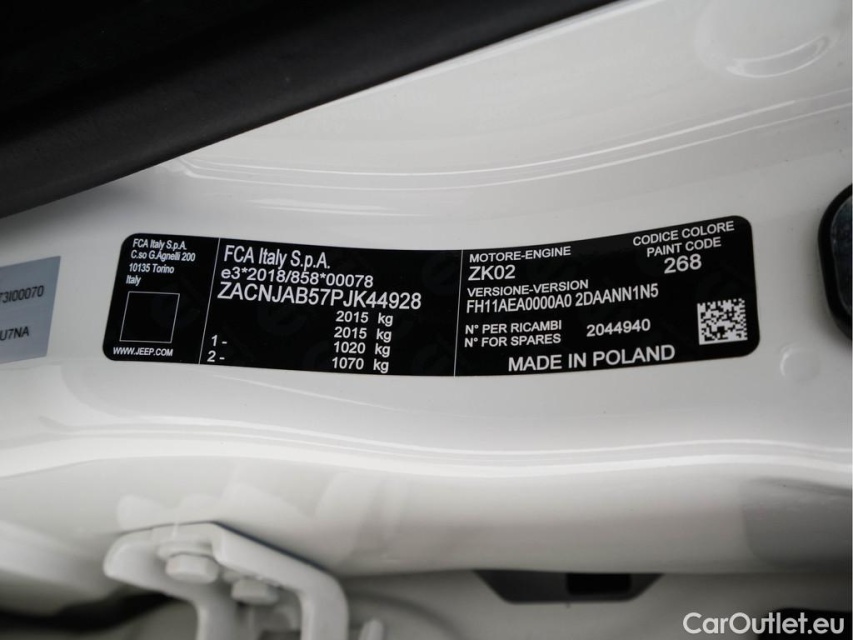 T3I00070
U7NA
FCA Italy S.p.A.
C.so G.Agnelli 200
10135 Torino
Italy
WWW.JEEP.COM
FCA Italy S.p.A.
e3*2018/858*00078
ZACNJAB57PJK44928
2015 kg
2015 kg
1- 1020 kg
2- 1070 kg
MOTORE-ENGINE
ZK02
VERSIONE-VERSION
FH11AEA0000A0 2DAANN1N5
N° PER RICAMBI
N° FOR SPARES 2044940
CODICE COLORE
PAINT CODE
268
MADE IN POLAND
CarOutlet.eu